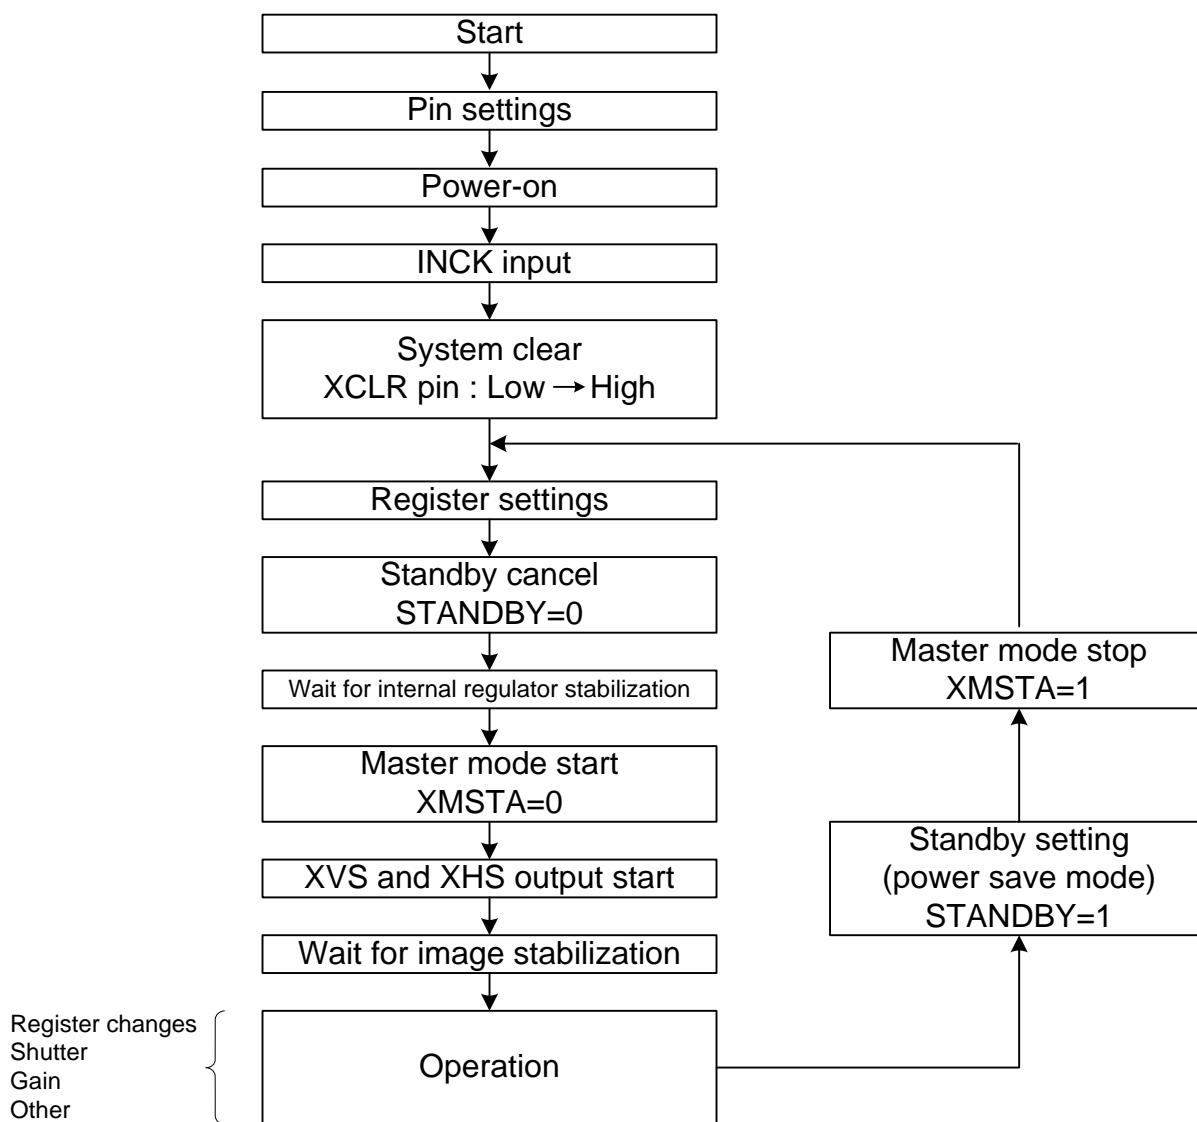 Start
Pin settings
Power-on
INCK input
System clear
XCLR pin : Low → High
Register settings
Standby cancel
STANDBY=0
Wait for internal regulator stabilization
Master mode start
XMSTA=0
XVS and XHS output start
Wait for image stabilization
Operation
Register changes
Shutter
Gain
Other
Standby setting
(power save mode)
STANDBY=1
Master mode stop
XMSTA=1